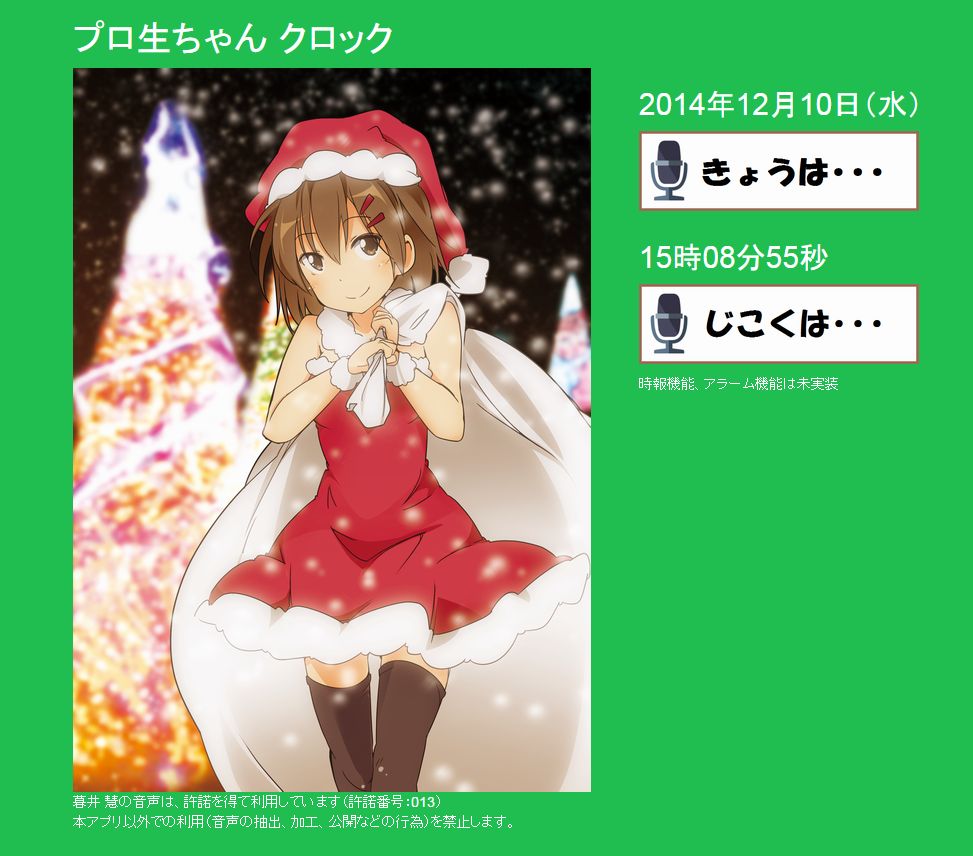 プロ生ちゃん クロック
2014年12月10日（水）
きょうは・・・
15時08分55秒
じこくは・・・
時報機能、アラーム機能は未実装
暮井 慧の音声は、許諾を得て利用しています（許諾番号：013）
本アプリ以外での利用（音声の抽出、加工、公開などの行為）を禁止します。